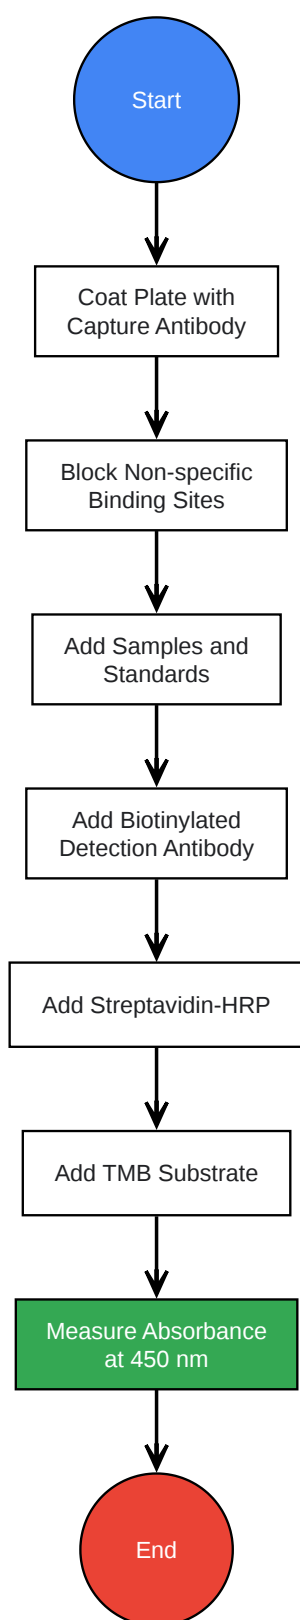 Start
Coat Plate with
Capture Antibody
Block Non-specific
Binding Sites
Add Samples and
Standards
Add Biotinylated
Detection Antibody
Add Streptavidin-HRP
Add TMB Substrate
Measure Absorbance
at 450 nm
End